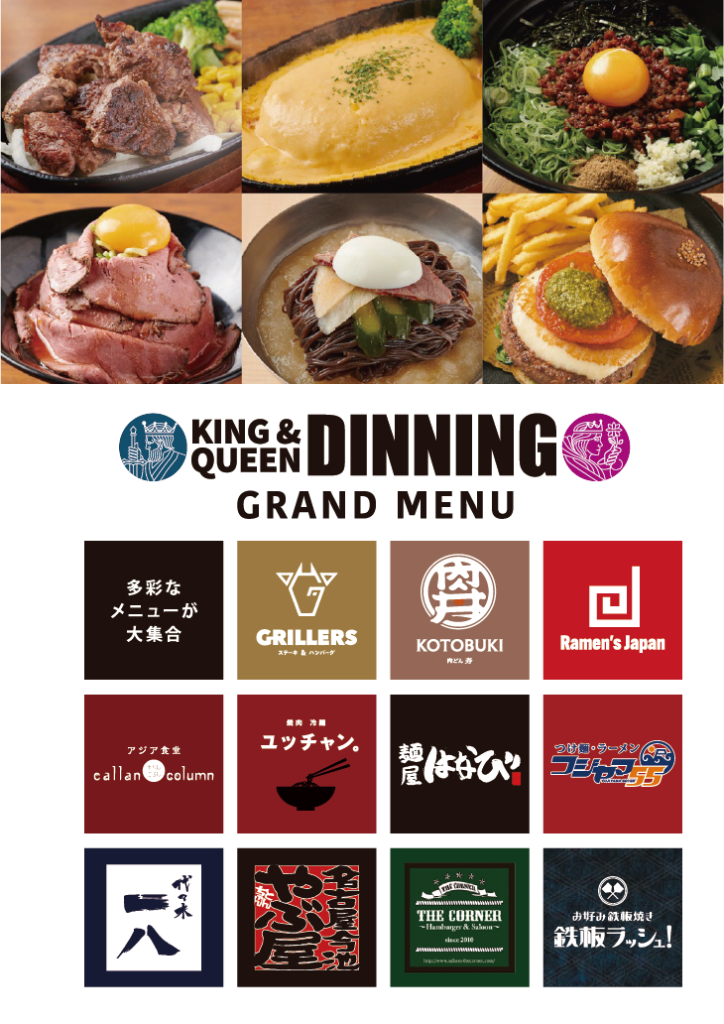 KING &
QUEEN
DINNING
GRAND MENU
多彩な
メニューが
大集合
GRILLERS
ステーキ & ハンバーグ
肉丼
KOTOBUKI
肉どん 寿
Ramen's Japan
アジア食堂
callan
column
焼肉 冷麺
ユッチャン。
麺屋
はなび
つけ麺・ラーメン
フジヤマ55
代々木
一八
名古屋今池
やぶ屋
THE CORNER
THE CORNER
~Hamburger & Saloon~
since 2010
お好み鉄板焼き
鉄板ラッシュ!